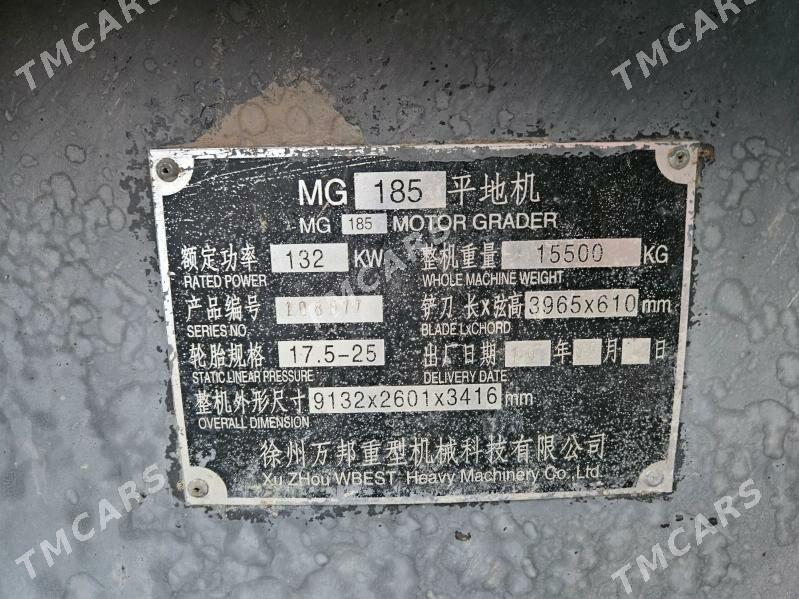 TMCARS
TMCARS
MG 185 平地机
MG 185 MOTOR GRADER
额定功率 132 KW 整机重量 15500 KG
RATED POWER WHOLE MACHINE WEIGHT
产品编号 铲刀 长X弦高 3965x610 mm
SERIES NO. BLADE LxCHORD
轮胎规格 17.5-25 出厂日期 年 月 日
STATIC LINEAR PRESSURE DELIVERY DATE
整机外形尺寸 9132x2601x3416 mm
OVERALL DIMENSION
徐州万邦重型机械科技有限公司
Xu ZHou WBEST Heavy Machinery Co.,Ltd.
TMCARS
TMCARS
TMCARS
TMCARS